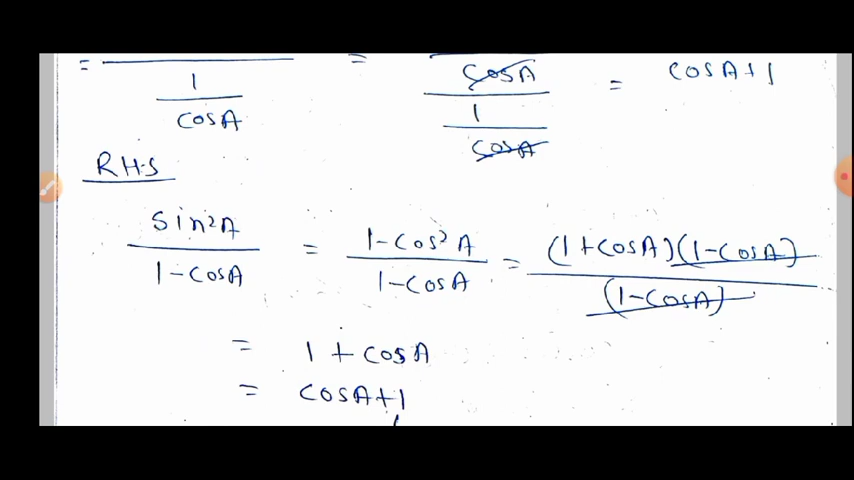 = 1/cosA = cosA/1/cosA = cosA+1
RHS
sin²A/1-cosA = 1-cos²A/1-cosA = (1+cosA)(1-cosA)/(1-cosA)
= 1+cosA
= cosA+1